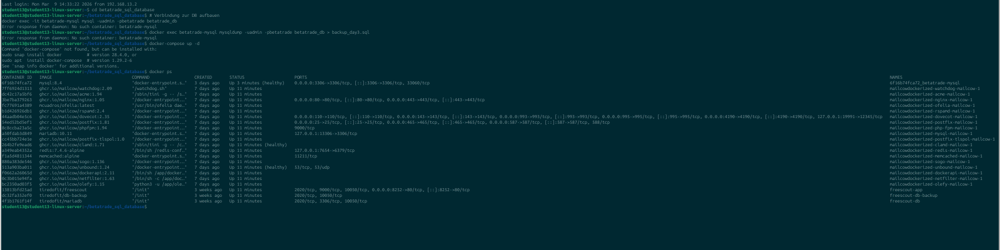 Last login: Mon Mar  9 14:33:22 2026 from 192.168.13.2
student13@student13-linux-server:~$ cd betatrade_sql_database
student13@student13-linux-server:~/betatrade_sql_database$ # Verbindung zur DB aufbauen
docker exec -it betatrade-mysql mysql -uadmin -pbetatrade betatrade_db
Error response from daemon: No such container: betatrade-mysql
student13@student13-linux-server:~/betatrade_sql_database$ docker exec betatrade-mysql mysqldump -uadmin -pbetatrade betatrade_db > backup_day3.sql
Error response from daemon: No such container: betatrade-mysql
student13@student13-linux-server:~/betatrade_sql_database$ docker-compose up -d
Command 'docker-compose' not found, but can be installed with:
sudo snap install docker          # version 28.4.0, or
sudo apt  install docker-compose  # version 1.29.2-6
See 'snap info docker' for additional versions.
student13@student13-linux-server:~/betatrade_sql_database$ docker ps
CONTAINER ID   IMAGE   COMMAND   CREATED   STATUS   PORTS   NAMES
6f16b74fca72   mysql:8.4   "docker-entrypoint.s…"   3 days ago   Up 3 minutes (healthy)   0.0.0.0:3306->3306/tcp, [::]:3306->3306/tcp, 33060/tcp   6f16b74fca72_betatrade-mysql
7ff6924d1313   ghcr.io/mailcow/watchdog:2.09   "/watchdog.sh"   7 days ago   Up 11 minutes   mailcowdockerized-watchdog-mailcow-1
dc42c17a5bf6   ghcr.io/mailcow/acme:1.94   "/sbin/tini -g -- /s…"   7 days ago   Up 11 minutes   mailcowdockerized-acme-mailcow-1
3be7ba379263   ghcr.io/mailcow/nginx:1.05   "/docker-entrypoint.…"   7 days ago   Up 11 minutes   0.0.0.0:80->80/tcp, [::]:80->80/tcp, 0.0.0.0:443->443/tcp, [::]:443->443/tcp   mailcowdockerized-nginx-mailcow-1
fc77691a4389   mcuadros/ofelia:latest   "/usr/bin/ofelia dae…"   7 days ago   Up 11 minutes   mailcowdockerized-ofelia-mailcow-1
b1d426926db1   ghcr.io/mailcow/rspamd:2.4   "/docker-entrypoint.…"   7 days ago   Up 11 minutes   mailcowdockerized-rspamd-mailcow-1
44aadb04e5c6   ghcr.io/mailcow/dovecot:2.35   "/docker-entrypoint.…"   7 days ago   Up 11 minutes   0.0.0.0:110->110/tcp, [::]:110->110/tcp, 0.0.0.0:143->143/tcp, [::]:143->143/tcp, 0.0.0.0:993->993/tcp, [::]:993->993/tcp, 0.0.0.0:995->995/tcp, [::]:995->995/tcp, 0.0.0.0:4190->4190/tcp, [::]:4190->4190/tcp, 127.0.0.1:19991->12345/tcp   mailcowdockerized-dovecot-mailcow-1
54ed52bd5ef1   ghcr.io/mailcow/postfix:1.81   "/docker-entrypoint.…"   7 days ago   Up 11 minutes   0.0.0.0:25->25/tcp, [::]:25->25/tcp, 0.0.0.0:465->465/tcp, [::]:465->465/tcp, 0.0.0.0:587->587/tcp, [::]:587->587/tcp, 588/tcp   mailcowdockerized-postfix-mailcow-1
8c8ccba23a5c   ghcr.io/mailcow/phpfpm:1.94   "/docker-entrypoint.…"   7 days ago   Up 11 minutes   9000/tcp   mailcowdockerized-php-fpm-mailcow-1
a50fdab3d849   mariadb:10.11   "docker-entrypoint.s…"   7 days ago   Up 11 minutes   127.0.0.1:13306->3306/tcp   mailcowdockerized-mysql-mailcow-1
cc45bb724e1e   ghcr.io/mailcow/postfix-tlspol:1.0   "/docker-entrypoint.…"   7 days ago   Up 11 minutes   mailcowdockerized-postfix-tlspol-mailcow-1
264b2fe9ead6   ghcr.io/mailcow/clamd:1.71   "/sbin/tini -g -- /c…"   7 days ago   Up 11 minutes (healthy)   mailcowdockerized-clamd-mailcow-1
a349eab4352a   redis:7.4.6-alpine   "/bin/sh /redis-conf…"   7 days ago   Up 11 minutes   127.0.0.1:7654->6379/tcp   mailcowdockerized-redis-mailcow-1
f1a5d4811344   memcached:alpine   "docker-entrypoint.s…"   7 days ago   Up 11 minutes   11211/tcp   mailcowdockerized-memcached-mailcow-1
880a383de546   ghcr.io/mailcow/sogo:1.136   "/docker-entrypoint.…"   7 days ago   Up 11 minutes   mailcowdockerized-sogo-mailcow-1
513a903ba011   ghcr.io/mailcow/unbound:1.24   "/docker-entrypoint.…"   7 days ago   Up 11 minutes (healthy)   53/tcp, 53/udp   mailcowdockerized-unbound-mailcow-1
f0662a26065d   ghcr.io/mailcow/dockerapi:2.11   "/bin/sh /app/docker…"   7 days ago   Up 11 minutes   mailcowdockerized-dockerapi-mailcow-1
0c3b015e94fa   ghcr.io/mailcow/netfilter:1.63   "/bin/sh -c /app/doc…"   7 days ago   Up 11 minutes   mailcowdockerized-netfilter-mailcow-1
bc2350ad03f5   ghcr.io/mailcow/olefy:1.15   "python3 -u /app/ole…"   7 days ago   Up 11 minutes   mailcowdockerized-olefy-mailcow-1
13813bfd25ad   tiredofit/freescout   "/init"   3 weeks ago   Up 11 minutes   2020/tcp, 9000/tcp, 10050/tcp, 0.0.0.0:8252->80/tcp, [::]:8252->80/tcp   freescout-app
dc32fa352ef0   tiredofit/db-backup   "/init"   3 weeks ago   Up 11 minutes   2020/tcp, 10050/tcp   freescout-db-backup
4f1b1761f14f   tiredofit/mariadb   "/init"   3 weeks ago   Up 11 minutes   2020/tcp, 3306/tcp, 10050/tcp   freescout-db
student13@student13-linux-server:~/betatrade_sql_database$